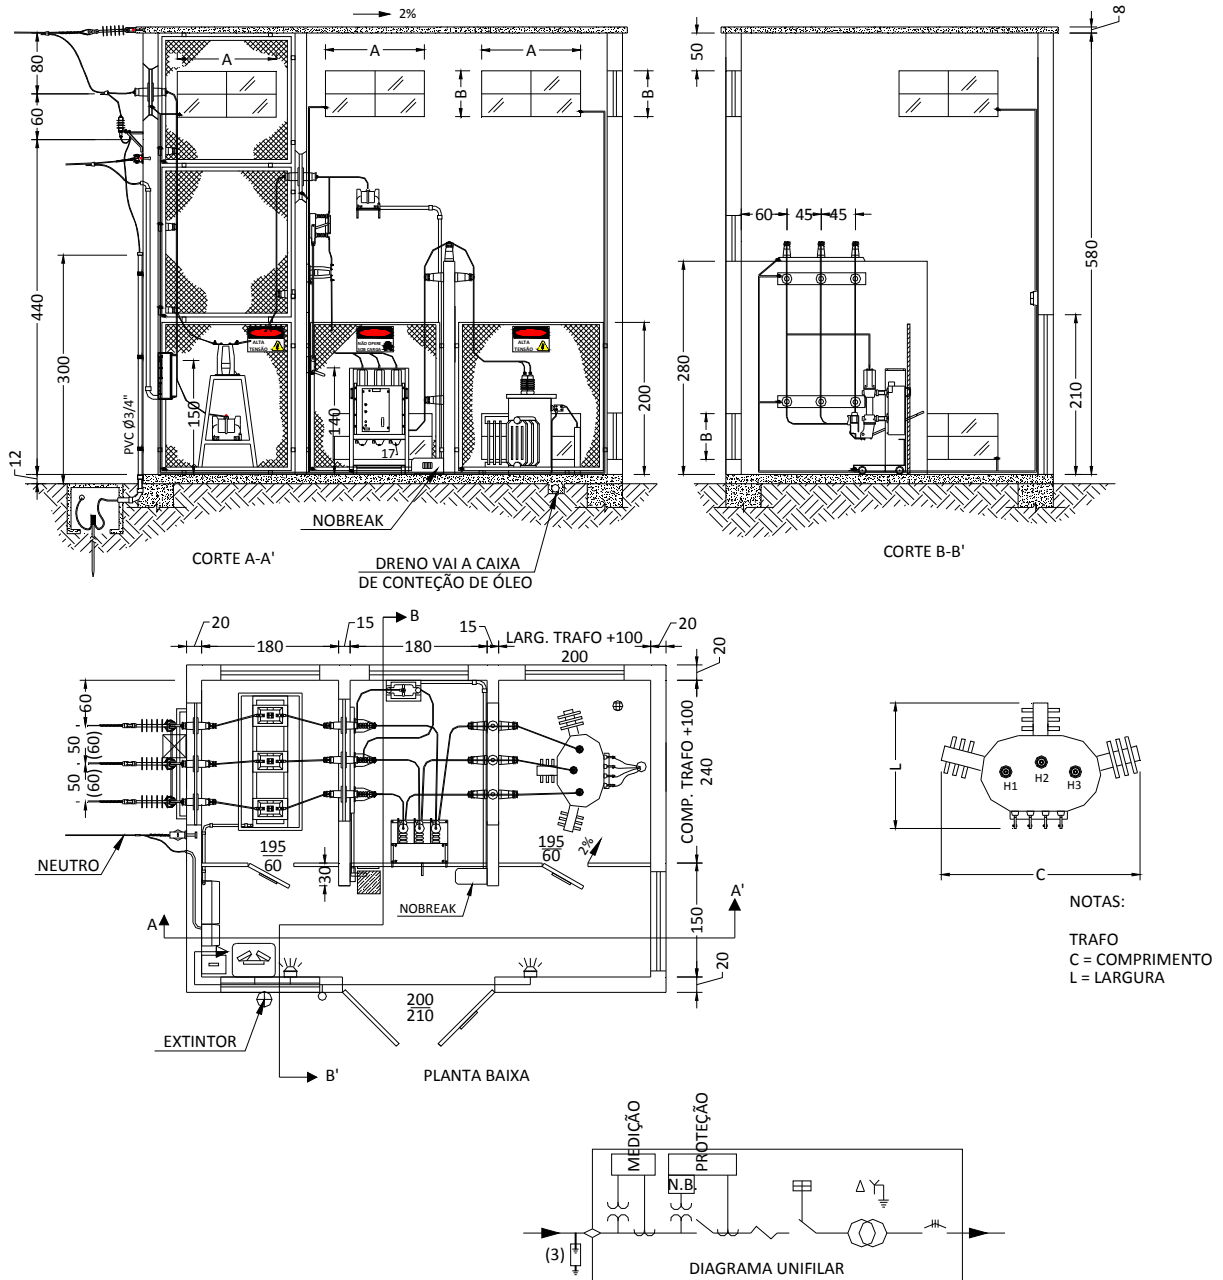 2%
8
A
A
A
50
80
B
B
B
60
60
45
45
580
440
300
PVC Ø3/4"
ALTA
TENSÃO
NÃO OPERE
SOB CARGA
ALTA
TENSÃO
150
140
17
200
280
210
B
12
NOBREAK
CORTE A-A'
DRENO VAI A CAIXA
DE CONTEÇÃO DE ÓLEO
CORTE B-B'
B
20
180
15
180
15
LARG. TRAFO +100
200
20
20
60
50
(60)
50
(60)
COMP. TRAFO +100
240
NEUTRO
195
60
30
195
60
2%
NOBREAK
A
A'
150
20
EXTINTOR
200
210
B'
PLANTA BAIXA
L
H1
H2
H3
C
NOTAS:
TRAFO
C = COMPRIMENTO
L = LARGURA
MEDIÇÃO
PROTEÇÃO
N.B.
(3)
DIAGRAMA UNIFILAR